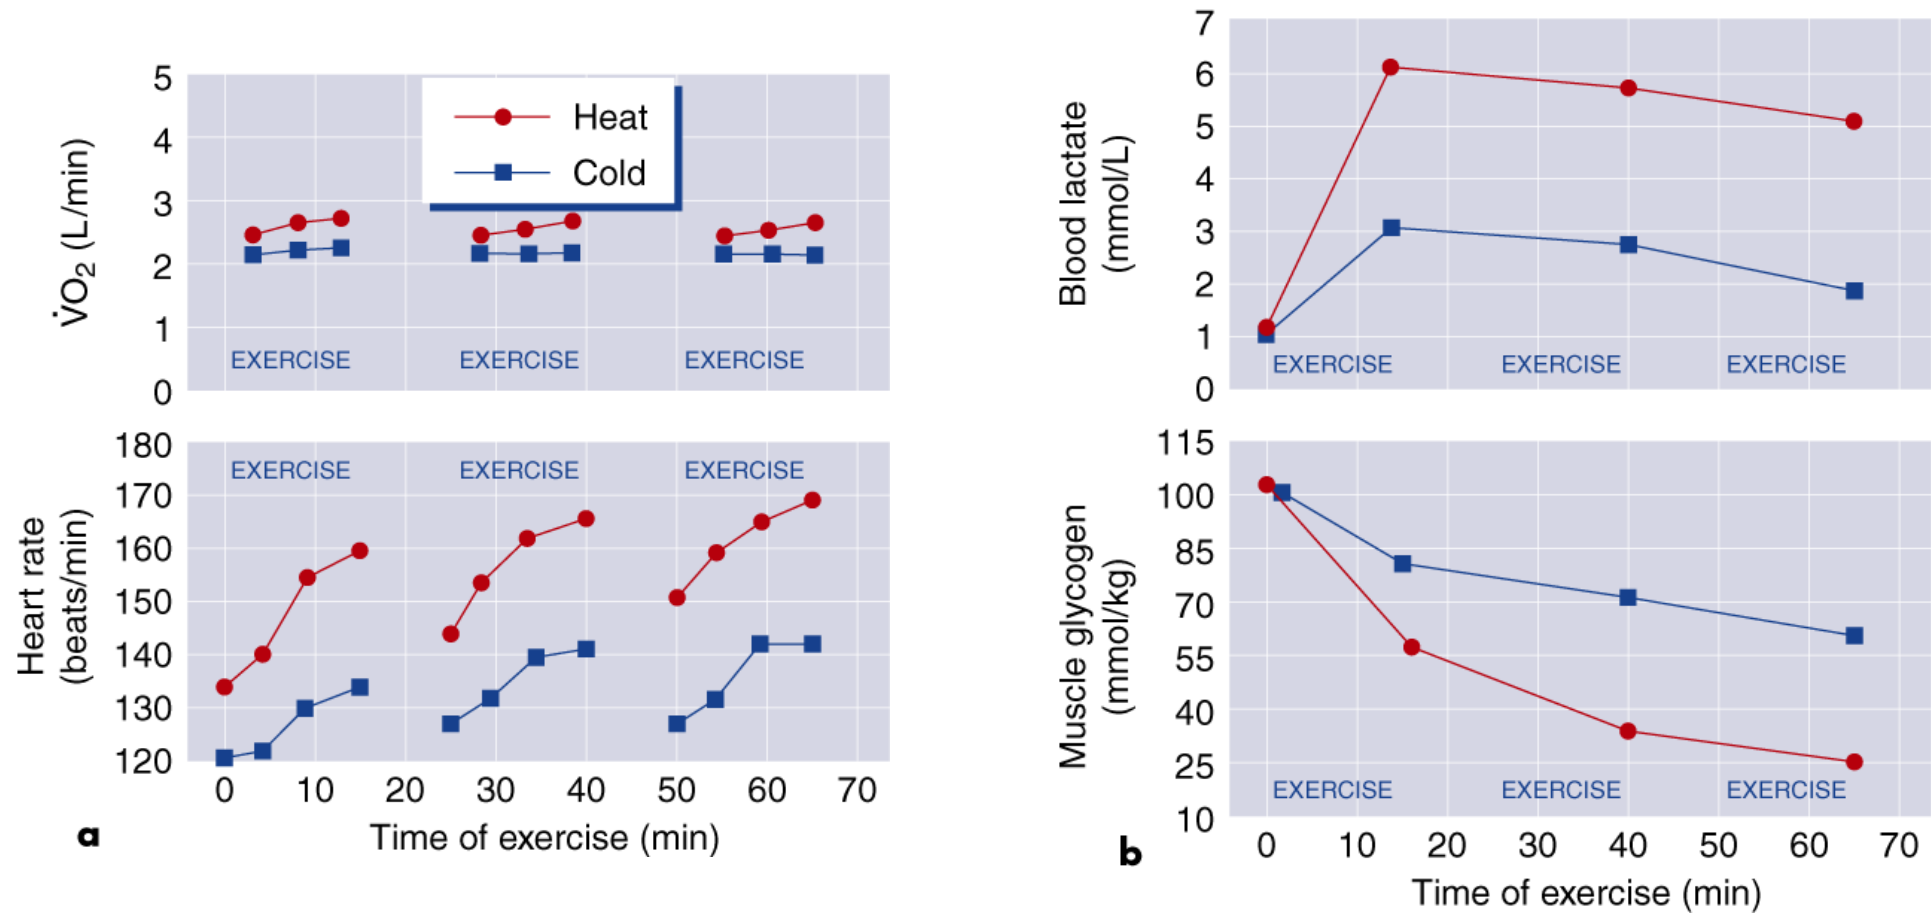 5
4
3
2
1
0
V̇O₂ (L/min)
Heat
Cold
EXERCISE EXERCISE EXERCISE
180
170
160
150
140
130
120
Heart rate
(beats/min)
EXERCISE EXERCISE EXERCISE
0 10 20 30 40 50 60 70
Time of exercise (min)
a
7
6
5
4
3
2
1
0
Blood lactate
(mmol/L)
EXERCISE EXERCISE EXERCISE
115
100
85
70
55
40
25
10
Muscle glycogen
(mmol/kg)
EXERCISE EXERCISE EXERCISE
0 10 20 30 40 50 60 70
Time of exercise (min)
b